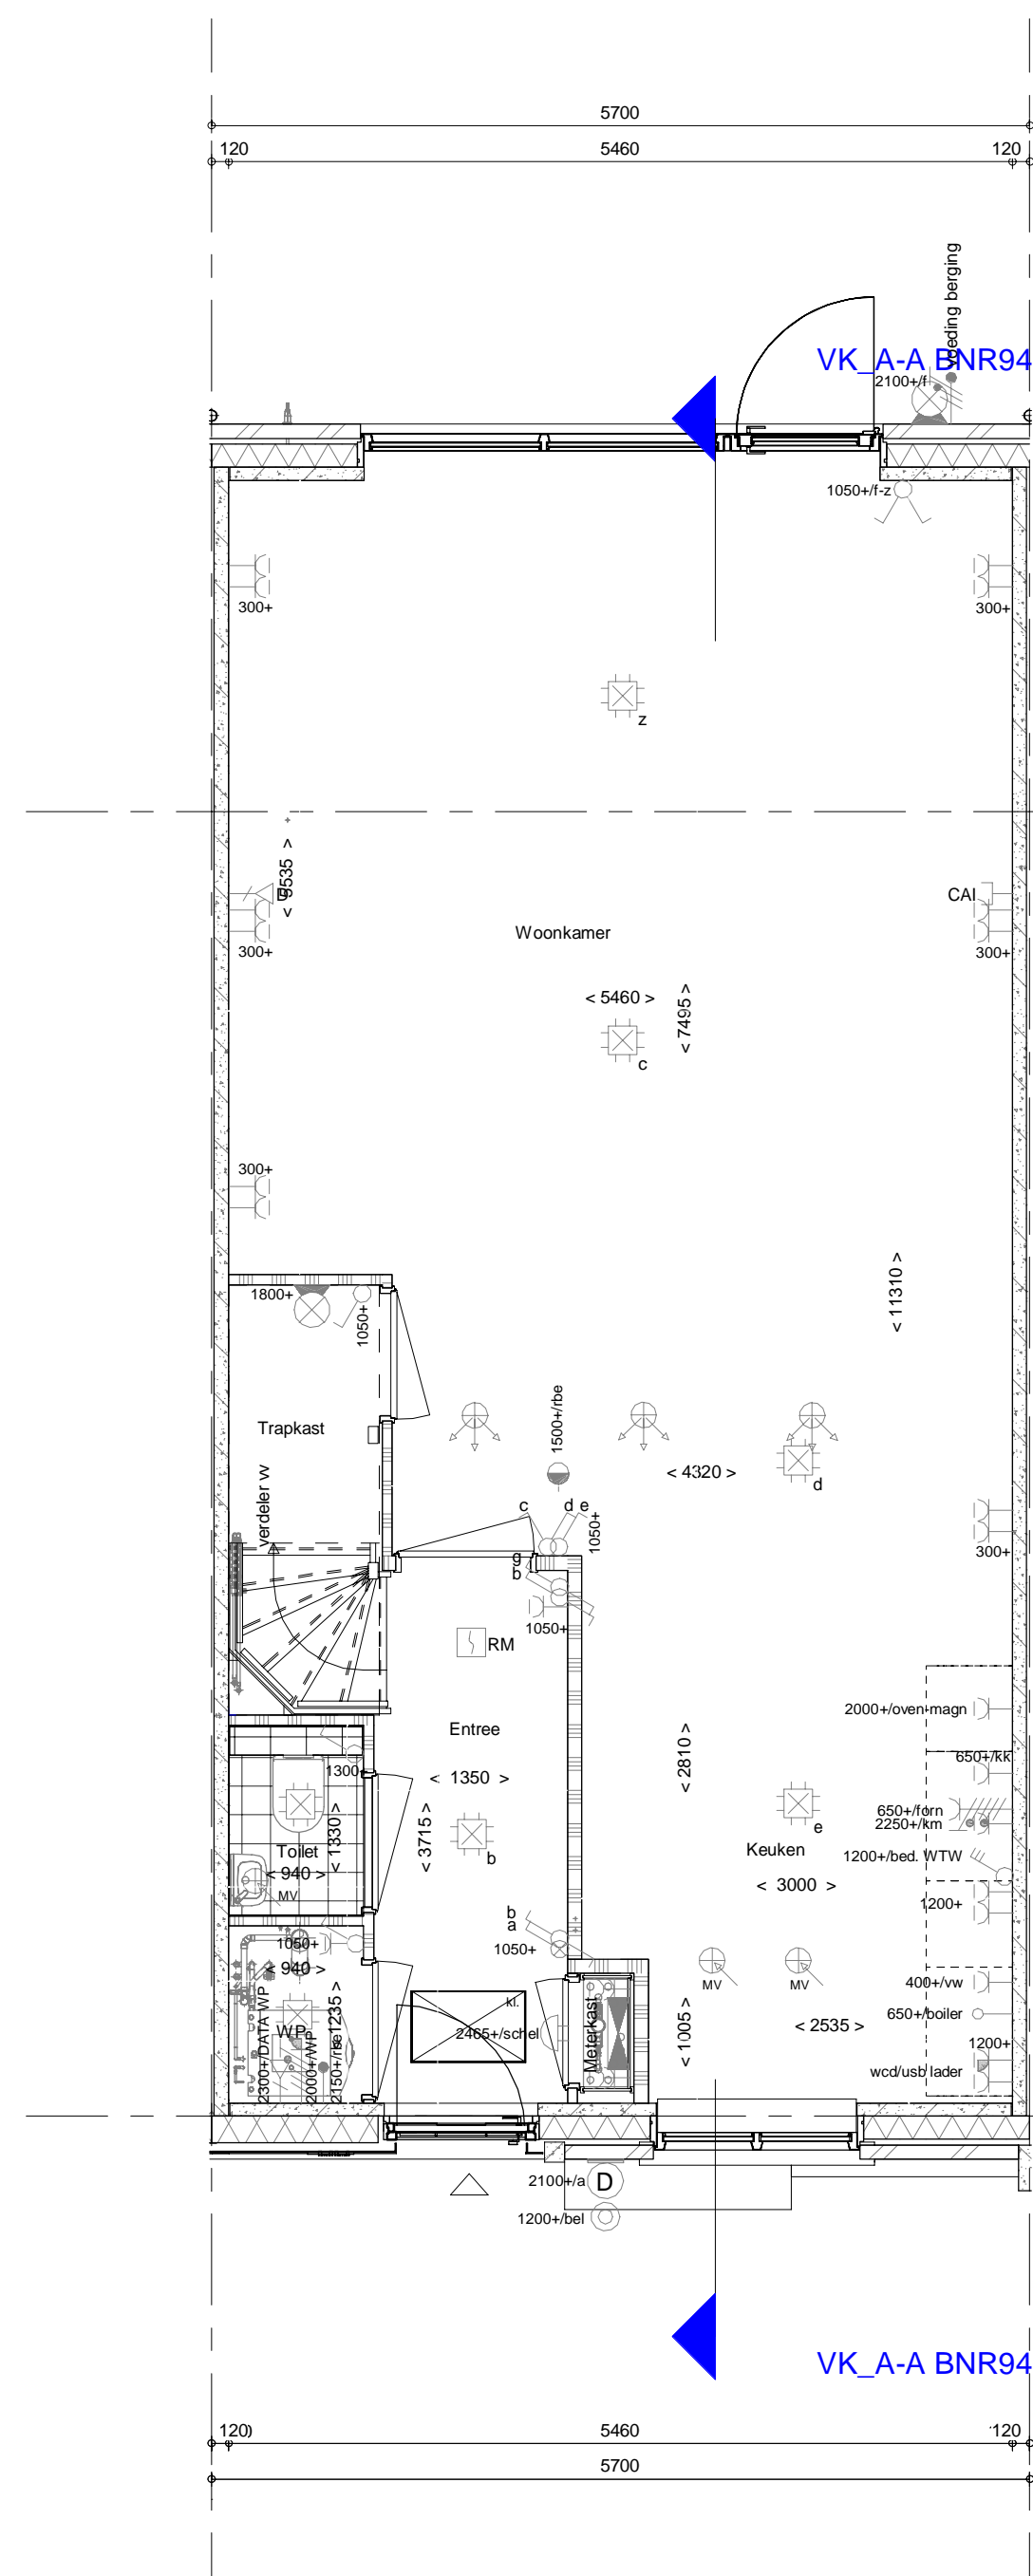 5700
120 5460 120
voeding berging
VK_A-A BNR94
2100+/f
1050+/f-z
300+ 300+
z
< 9535 >
CAI
300+ 300+
Woonkamer
< 5460 >
< 7495 >
c
300+
< 11310 >
1800+
1050+
Trapkast
1500+/rbe
< 4320 >
d
verdeler vv
c d e
1050+
300+
g
b
1050+
RM
2000+/oven-magn
Entree
< 2810 >
650+/kk
1300+
< 1350 >
650+/forn
2250+/km
e
< 1330 >
< 3715 >
Toilet
b
Keuken
1200+/bed. WTW
< 940 >
MV
< 3000 >
1200+
b
a
1050+
1050+
< 940 >
MV MV
400+/vw
kl.
650+/boiler
2465+/schel
< 1005 >
< 2535 >
WP
2300+/DATA WP
2000+/WP
2150+/rbe
1235 >
Meterkast
1200+
wcd/usb lader
2100+/a D
1200+/bel
VK_A-A BNR94
120 5460 120
5700